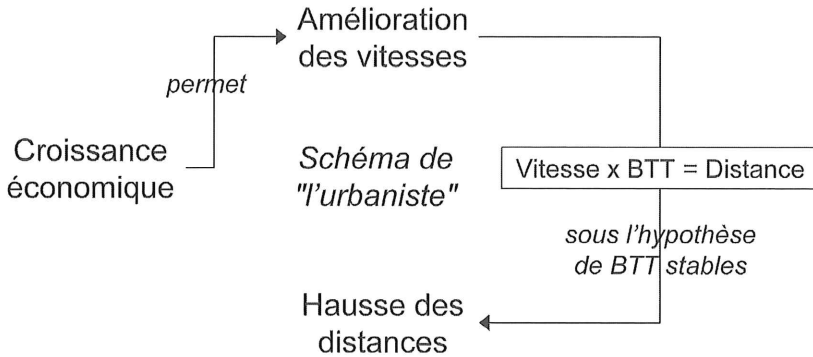 Amélioration
des vitesses
permet
Croissance
économique
Schéma de
"l'urbaniste"
Vitesse x BTT = Distance
sous l'hypothèse
de BTT stables
Hausse des
distances